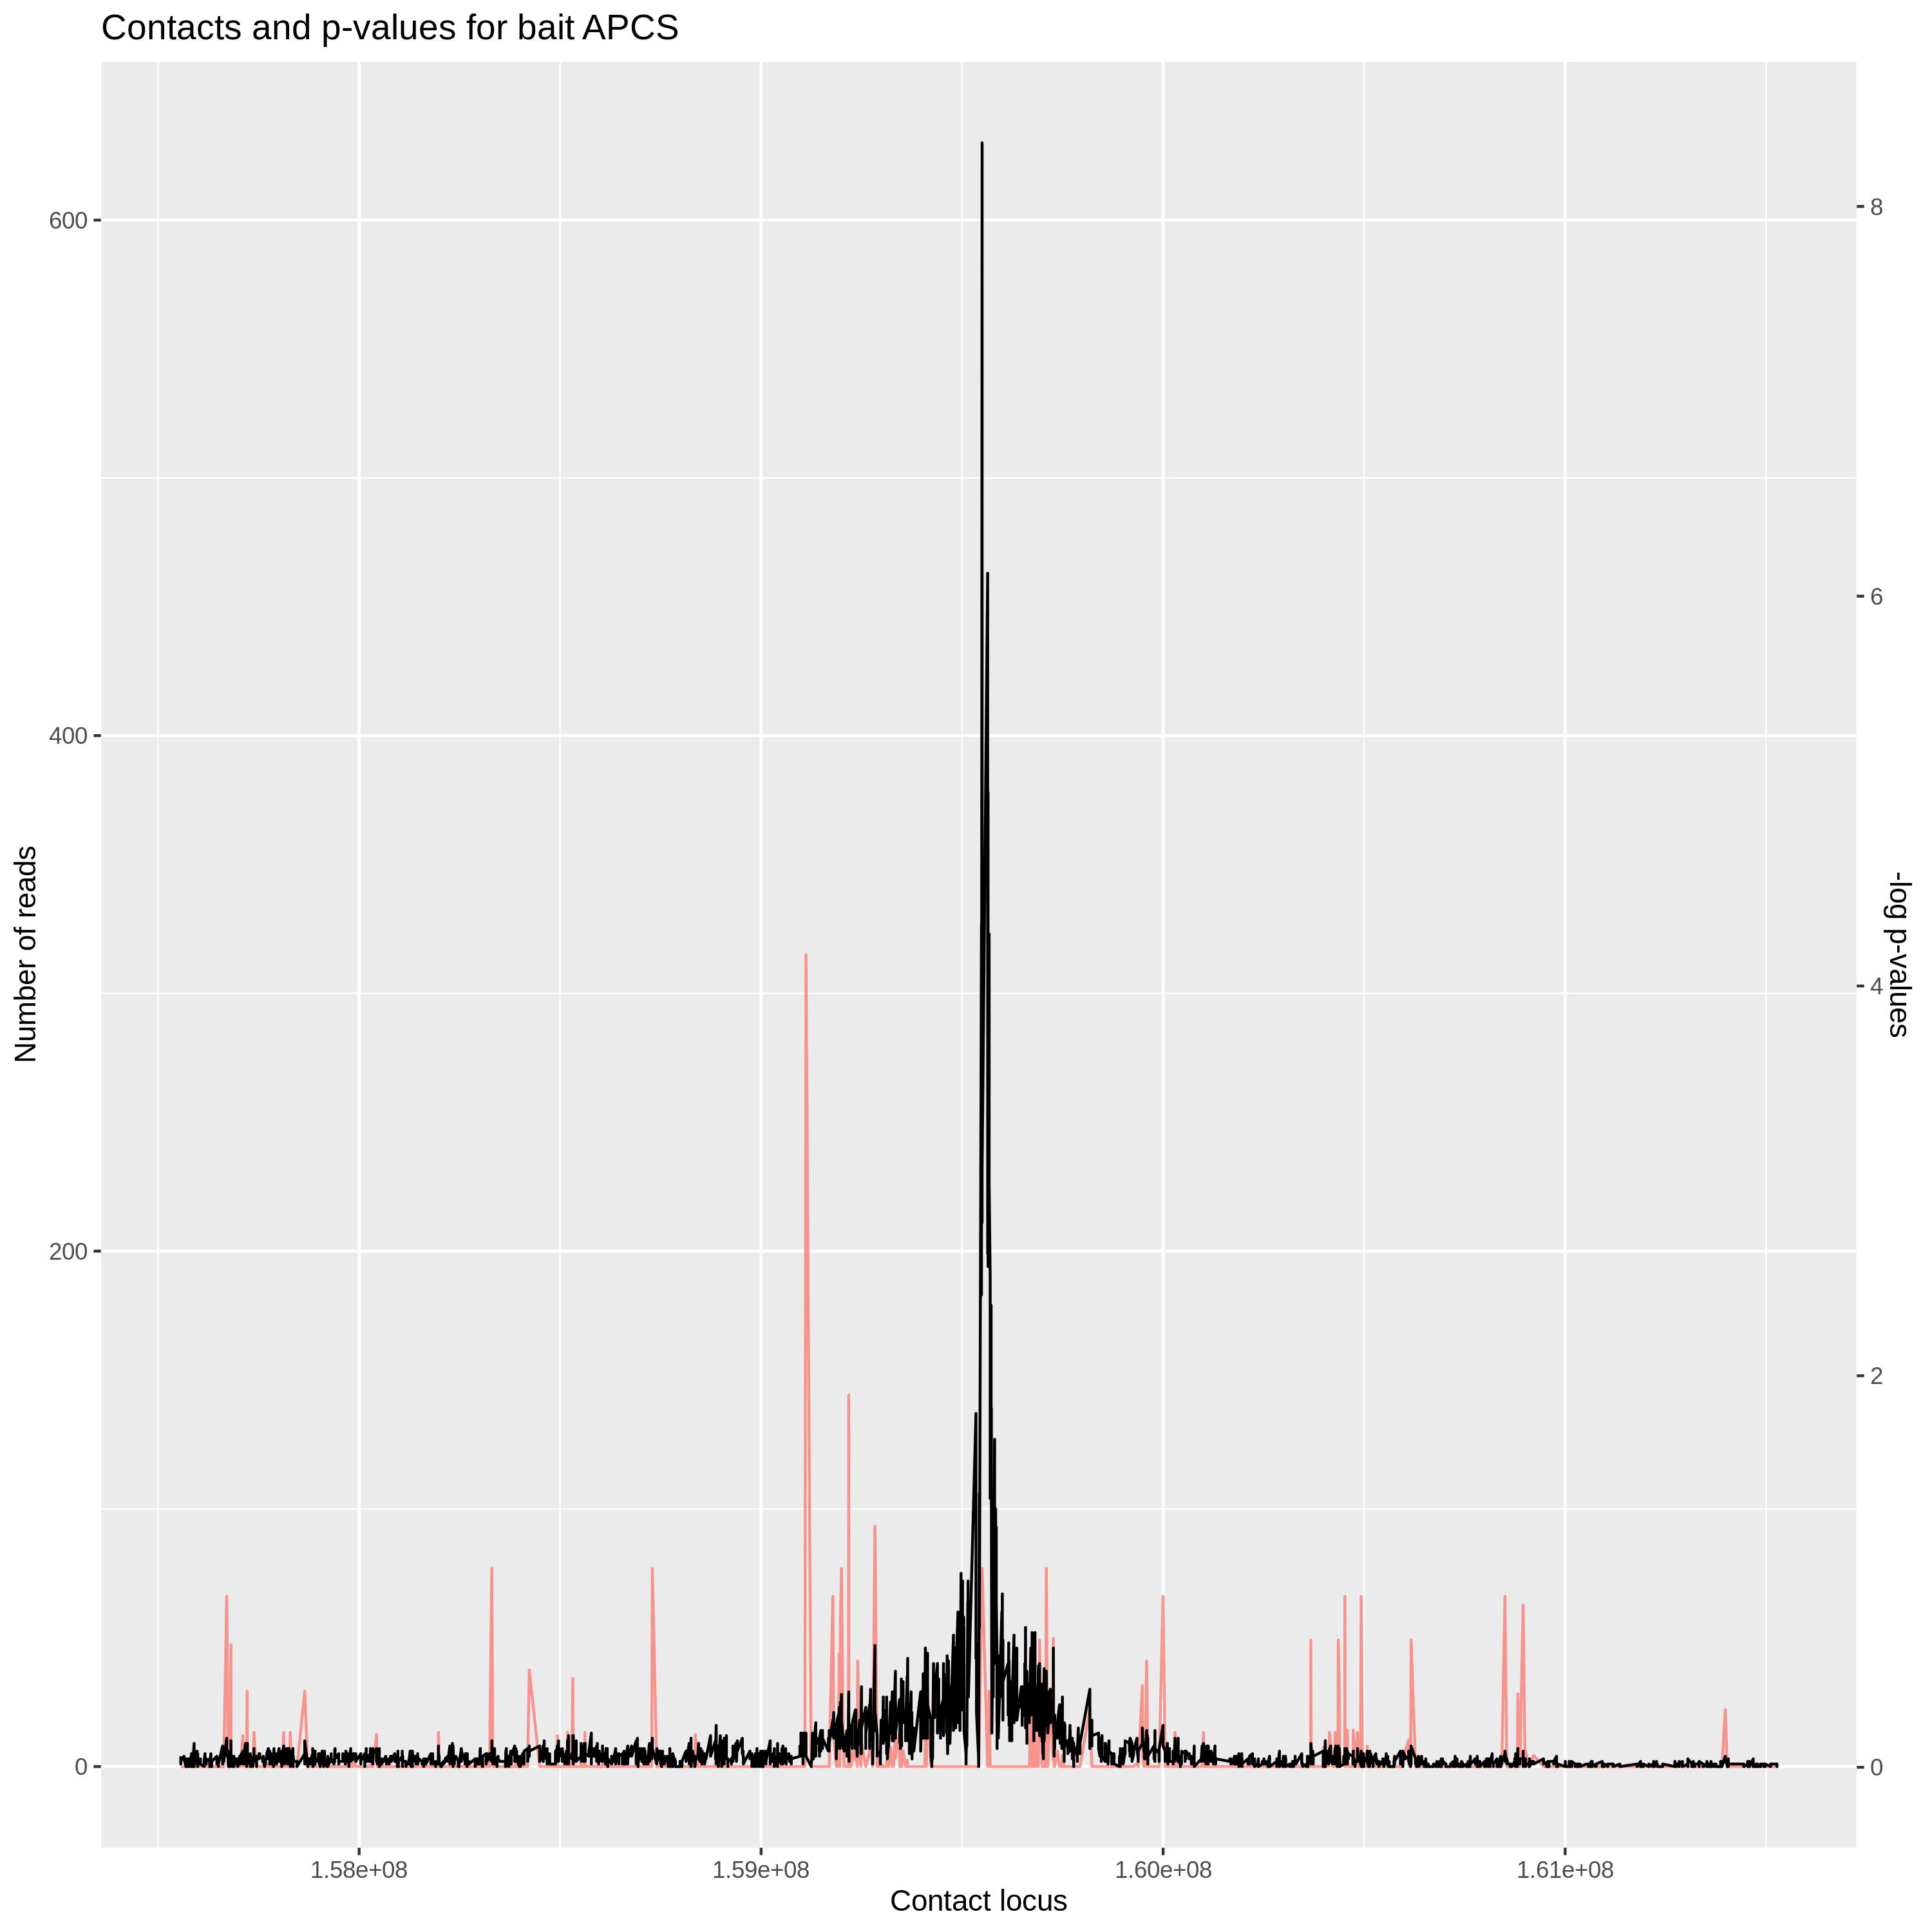 Contacts and p-values for bait APCS
Number of reads
600
400
200
0
8
6
4
2
0
-log p-values
1.58e+08
1.59e+08
1.60e+08
1.61e+08
Contact locus